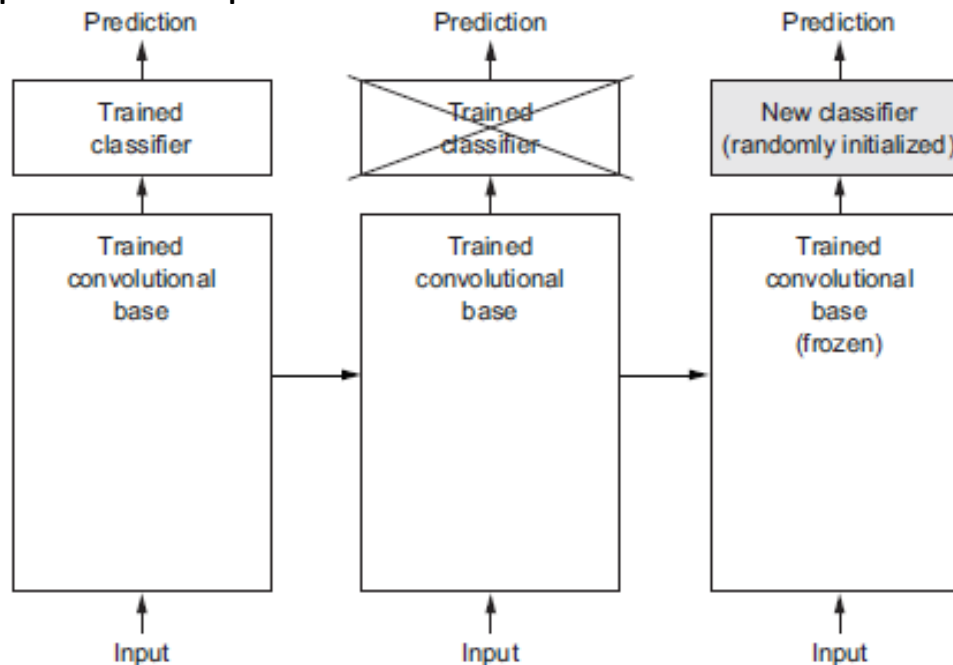 Prediction
Trained
classifier
Trained
convolutional
base
Input
Prediction
Trained
classifier
Trained
convolutional
base
Input
Prediction
New classifier
(randomly initialized)
Trained
convolutional
base
(frozen)
Input